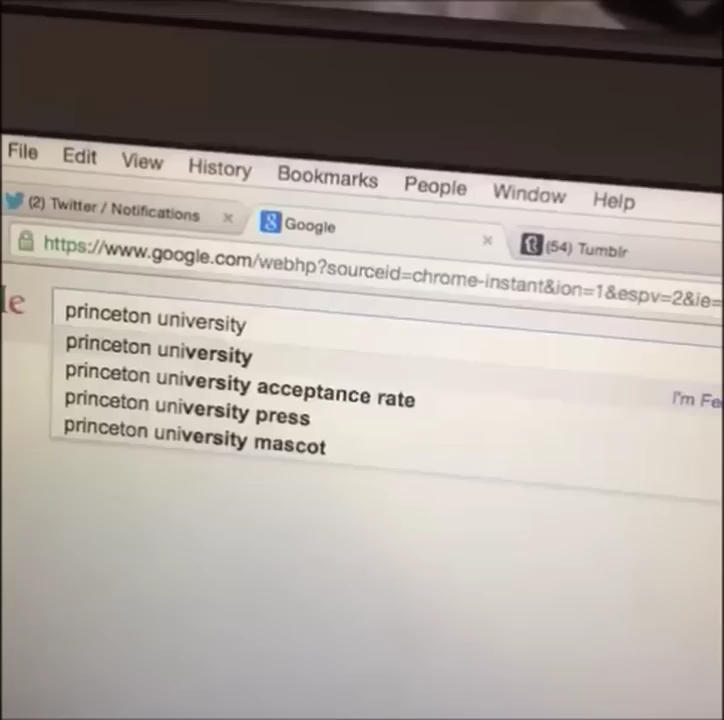 File Edit View History Bookmarks People Window Help
(2) Twitter / Notifications × Google × (54) Tumblr
https://www.google.com/webhp?sourceid=chrome-instant&ion=1&espv=2&ie=
le princeton university
princeton university
princeton university acceptance rate I'm Fe
princeton university press
princeton university mascot